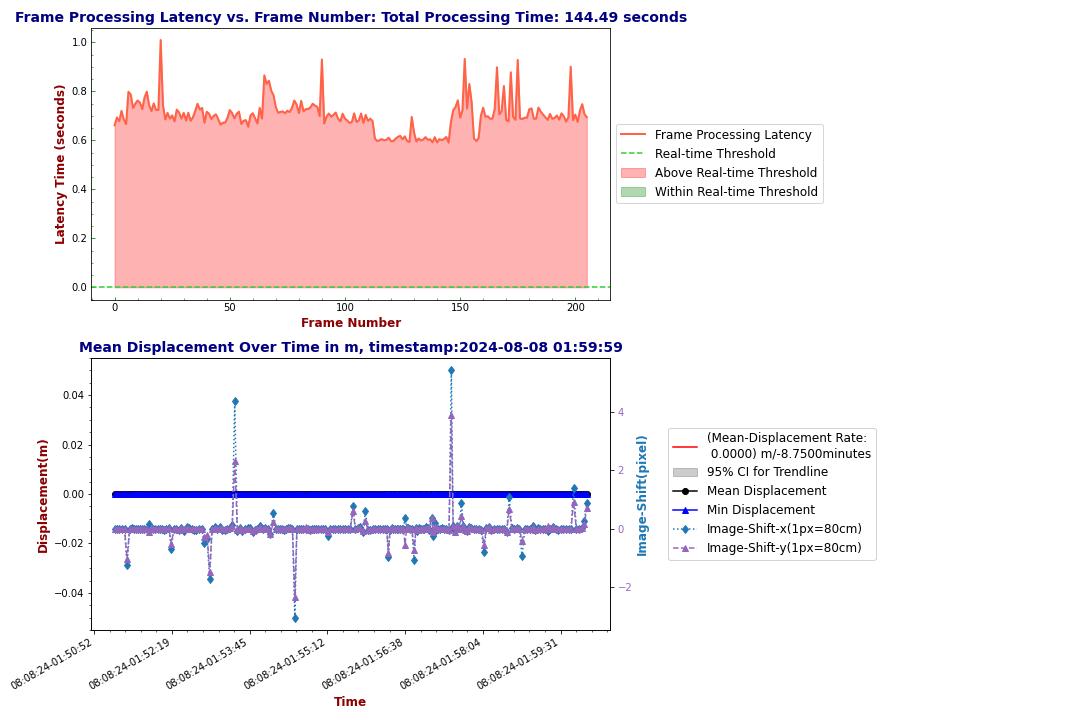 Frame Processing Latency vs. Frame Number: Total Processing Time: 144.49 seconds
1.0
0.8
0.6
0.4
0.2
0.0
Latency Time (seconds)
0 50 100 150 200
Frame Number
Frame Processing Latency
Real-time Threshold
Above Real-time Threshold
Within Real-time Threshold
Mean Displacement Over Time in m, timestamp:2024-08-08 01:59:59
0.04
0.02
0.00
−0.02
−0.04
Displacement(m)
4
2
0
−2
Image-Shift(pixel)
(Mean-Displacement Rate:
0.0000) m/-8.7500minutes
95% CI for Trendline
Mean Displacement
Min Displacement
Image-Shift-x(1px=80cm)
Image-Shift-y(1px=80cm)
08:08:24-01:50:52 08:08:24-01:52:19 08:08:24-01:53:45 08:08:24-01:55:12 08:08:24-01:56:38 08:08:24-01:58:04 08:08:24-01:59:31
Time